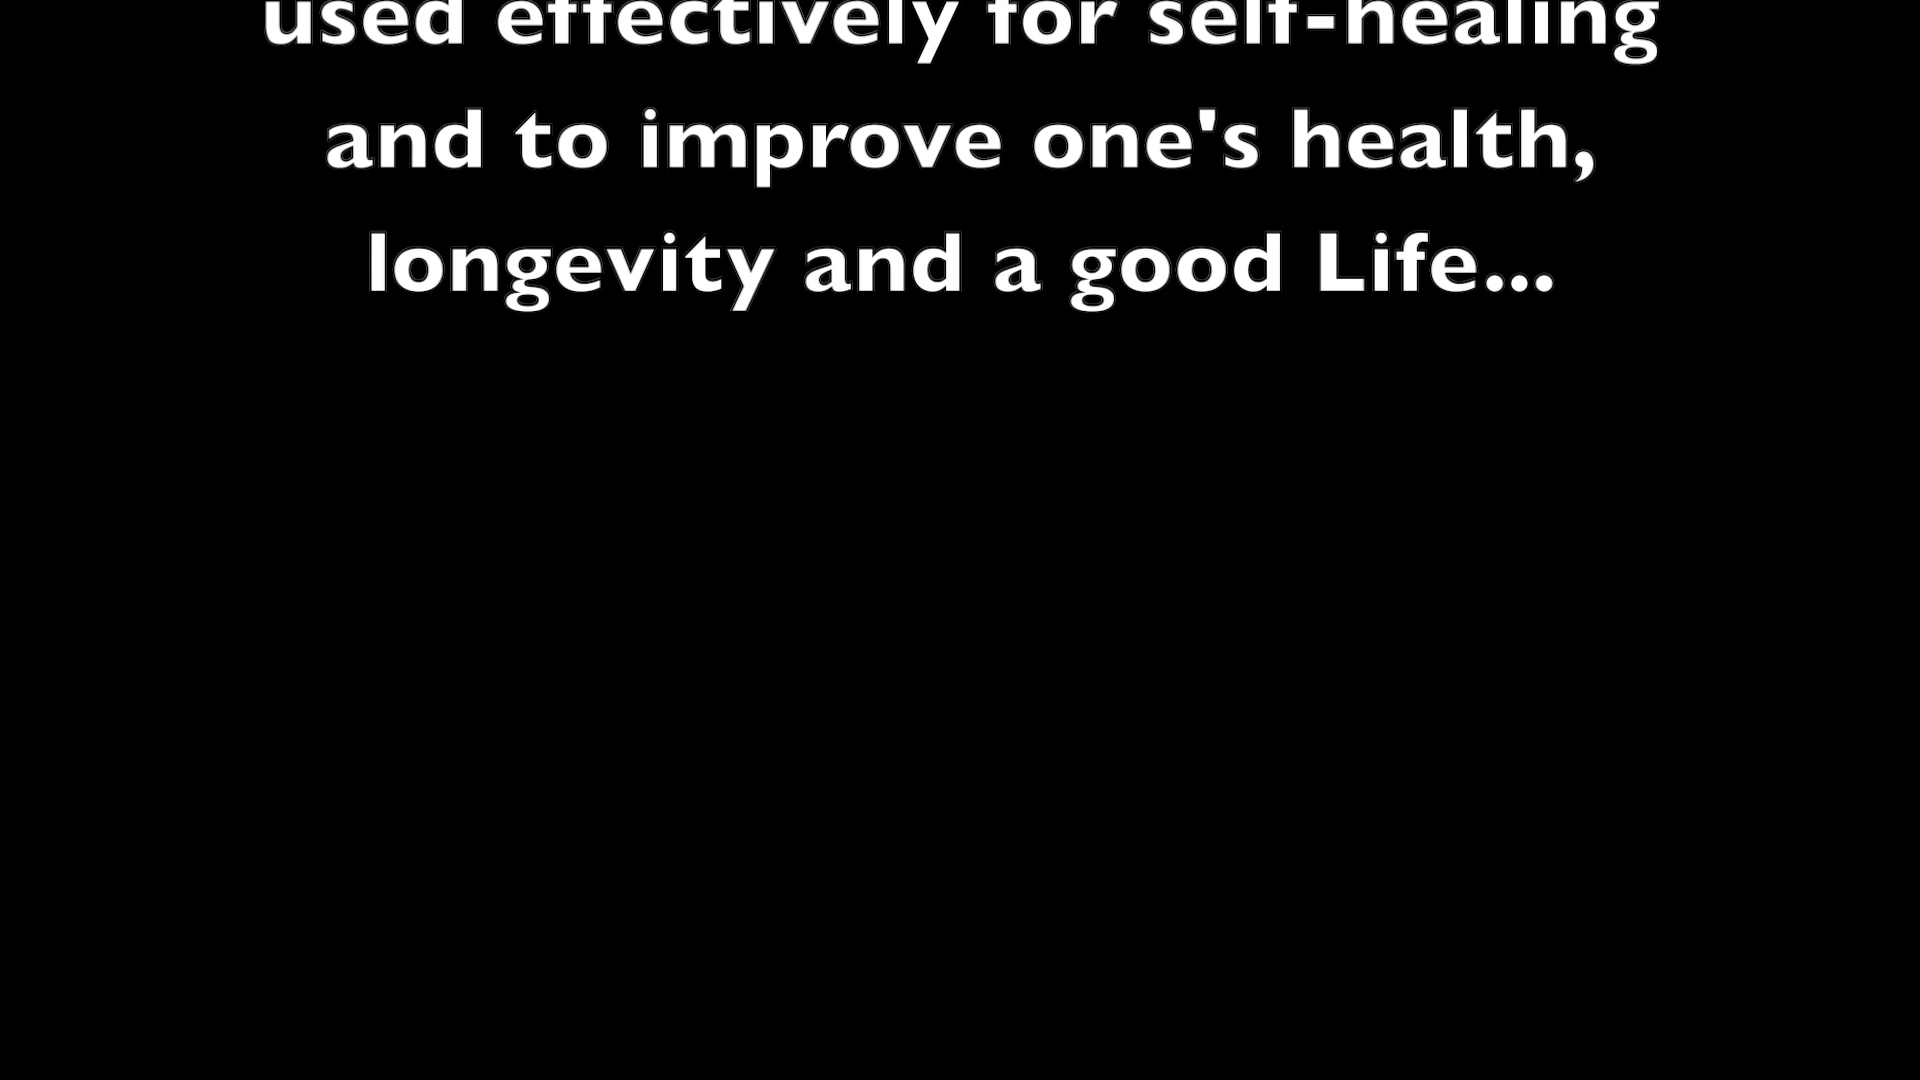 used effectively for self-healing
and to improve one's health,
longevity and a good Life...